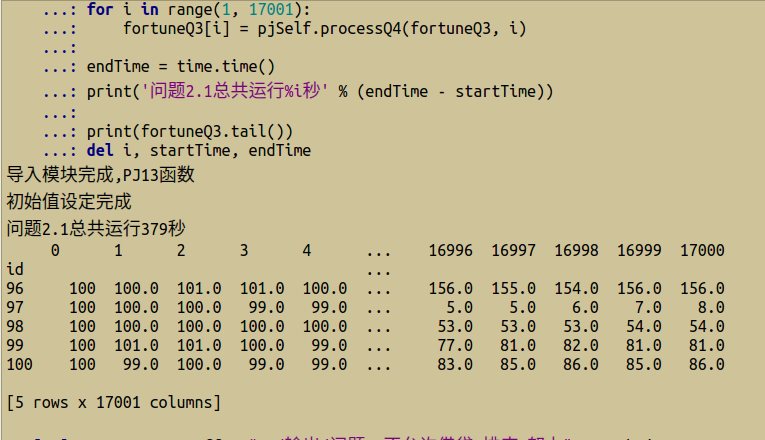 ...: for i in range(1, 17001):
...:     fortuneQ3[i] = pjSelf.processQ4(fortuneQ3, i)
...:
...: endTime = time.time()
...: print('问题2.1总共运行%i秒' % (endTime - startTime))
...:
...: print(fortuneQ3.tail())
...: del i, startTime, endTime
导入模块完成,PJ13函数
初始值设定完成
问题2.1总共运行379秒
0 1 2 3 4 ... 16996 16997 16998 16999 17000
id ...
96 100 100.0 101.0 101.0 100.0 ... 156.0 155.0 154.0 156.0 156.0
97 100 100.0 100.0 99.0 99.0 ... 5.0 5.0 6.0 7.0 8.0
98 100 100.0 100.0 100.0 100.0 ... 53.0 53.0 53.0 54.0 54.0
99 100 101.0 101.0 100.0 99.0 ... 77.0 81.0 82.0 81.0 81.0
100 100 99.0 100.0 99.0 99.0 ... 83.0 85.0 86.0 85.0 86.0
[5 rows x 17001 columns]